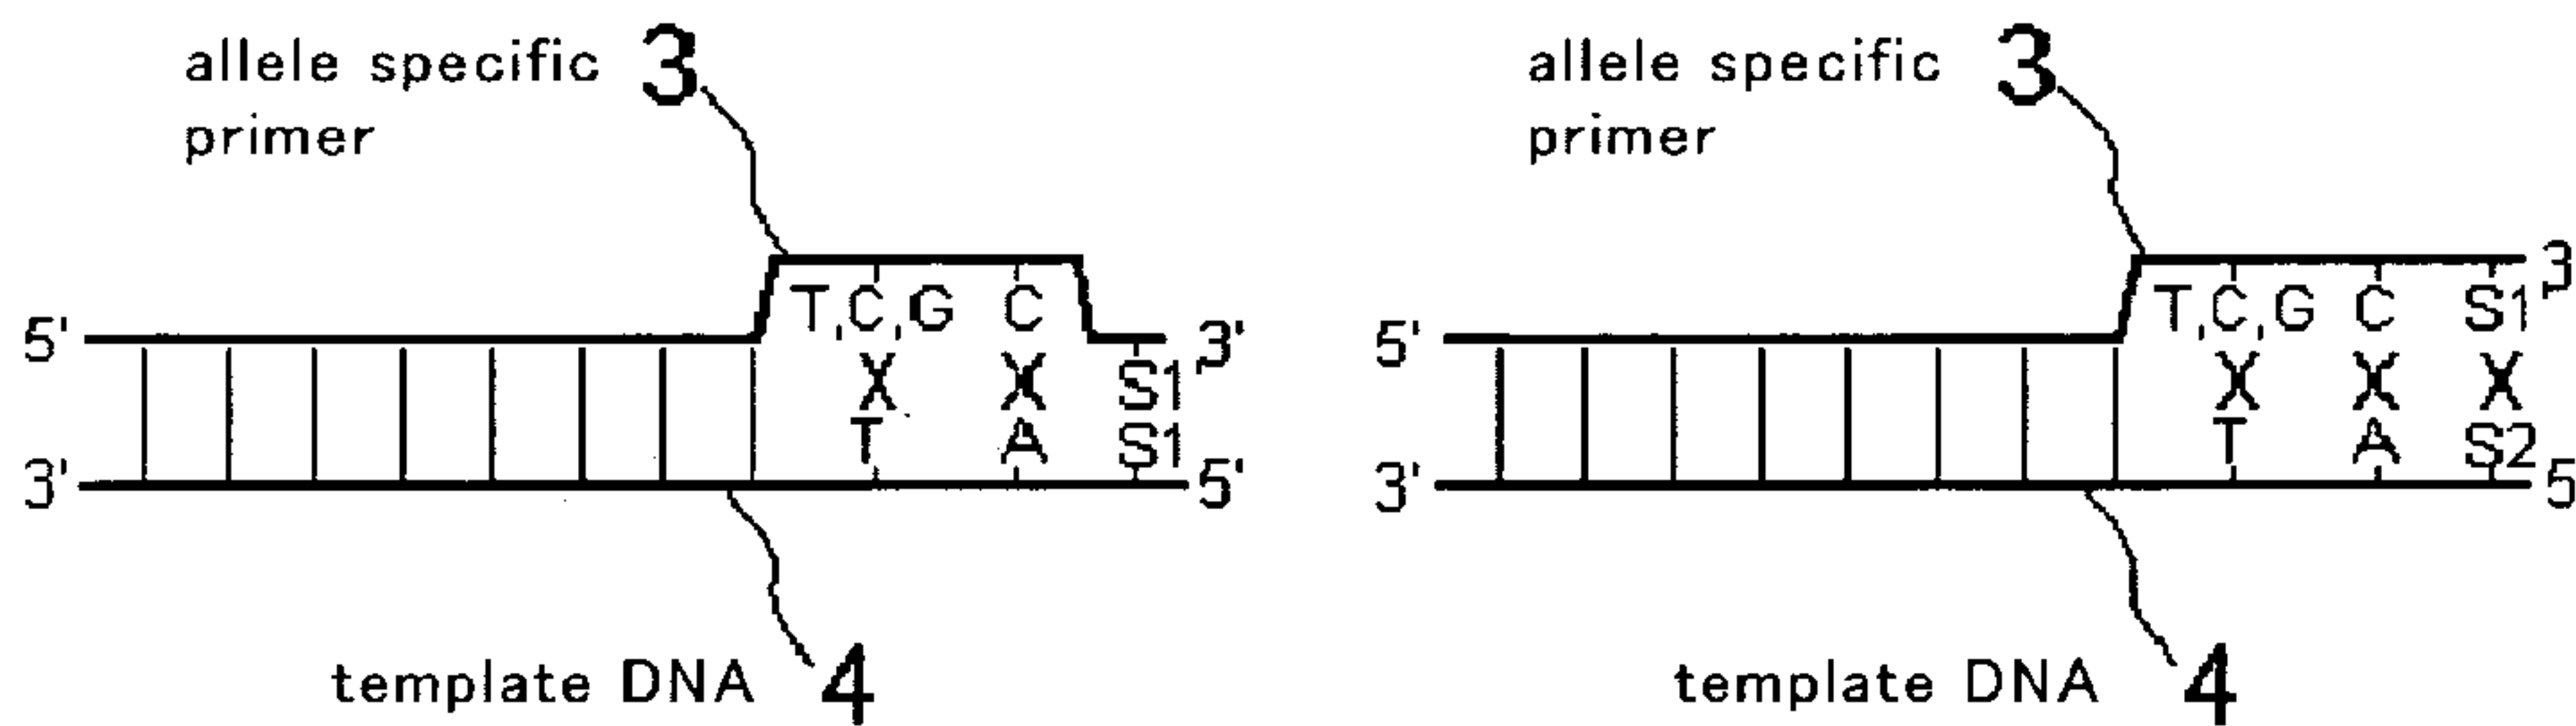 allele specific 3
primer
T,C,G C
5' 3'
X X S1
T A S1
3' 5'
template DNA 4
allele specific 3
primer
3'
T,C,G C S1
5'
X X X
T A S2
3' 5
template DNA 4